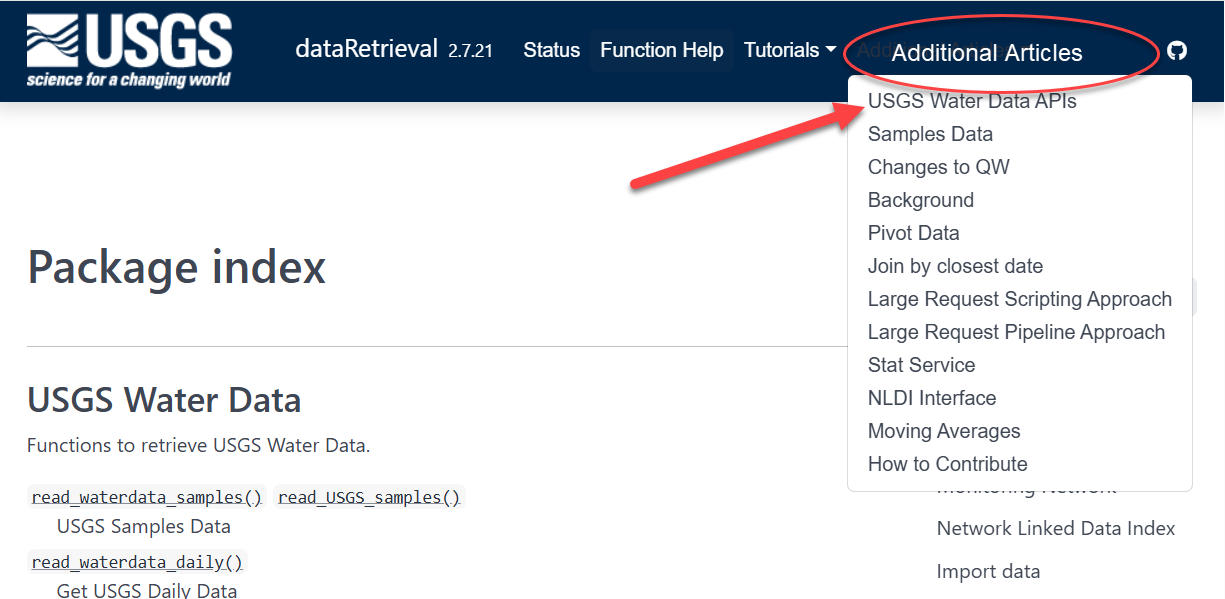 USGS
science for a changing world
dataRetrieval 2.7.21 Status Function Help Tutorials Additional Articles
USGS Water Data APIs
Samples Data
Changes to QW
Background
Pivot Data
Join by closest date
Large Request Scripting Approach
Large Request Pipeline Approach
Stat Service
NLDI Interface
Moving Averages
How to Contribute
Package index
USGS Water Data
Functions to retrieve USGS Water Data.
read_waterdata_samples() read_USGS_samples()
USGS Samples Data
read_waterdata_daily()
Get USGS Daily Data
Monitoring Network
Network Linked Data Index
Import data